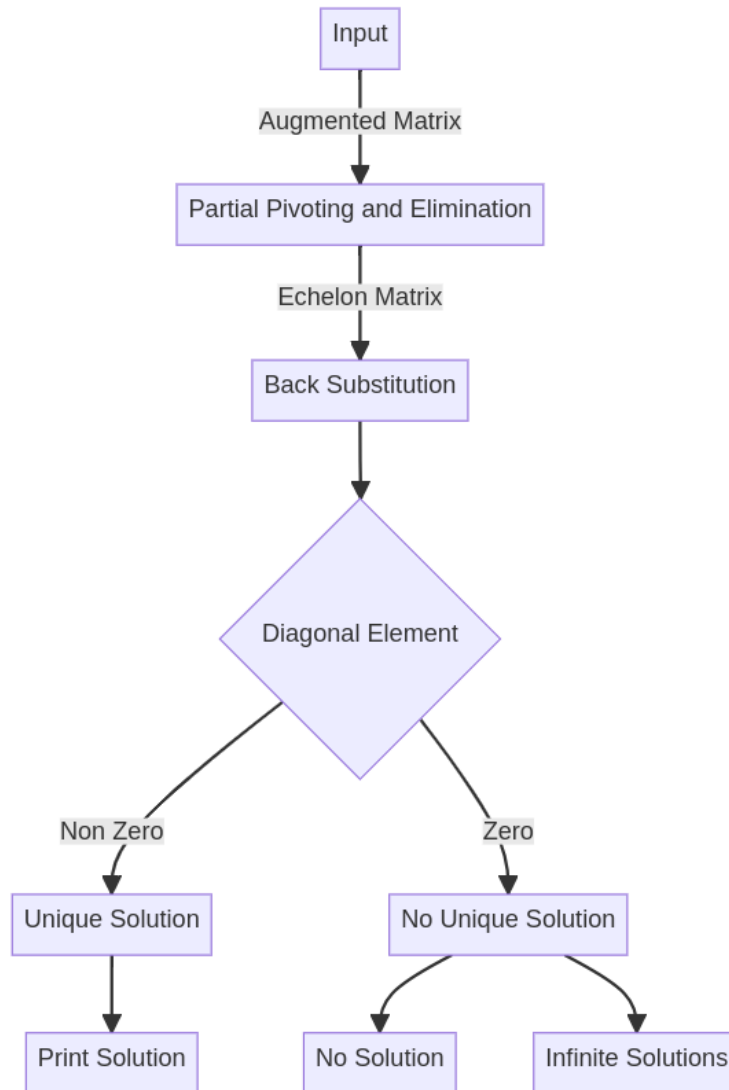 Input
Augmented Matrix
Partial Pivoting and Elimination
Echelon Matrix
Back Substitution
Diagonal Element
Non Zero
Zero
Unique Solution
No Unique Solution
Print Solution
No Solution
Infinite Solutions